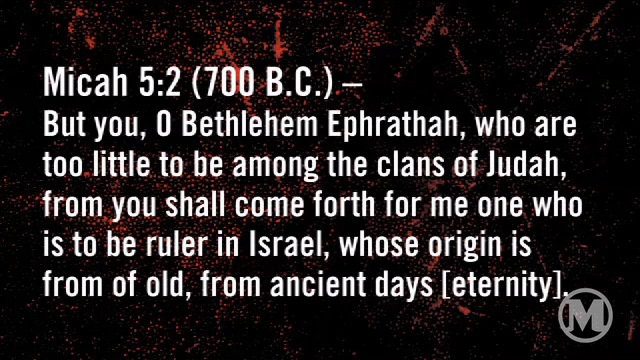 Micah 5:2 (700 B.C.) –
But you, O Bethlehem Ephrathah, who are
too little to be among the clans of Judah,
from you shall come forth for me one who
is to be ruler in Israel, whose origin is
from of old, from ancient days [eternity].
M